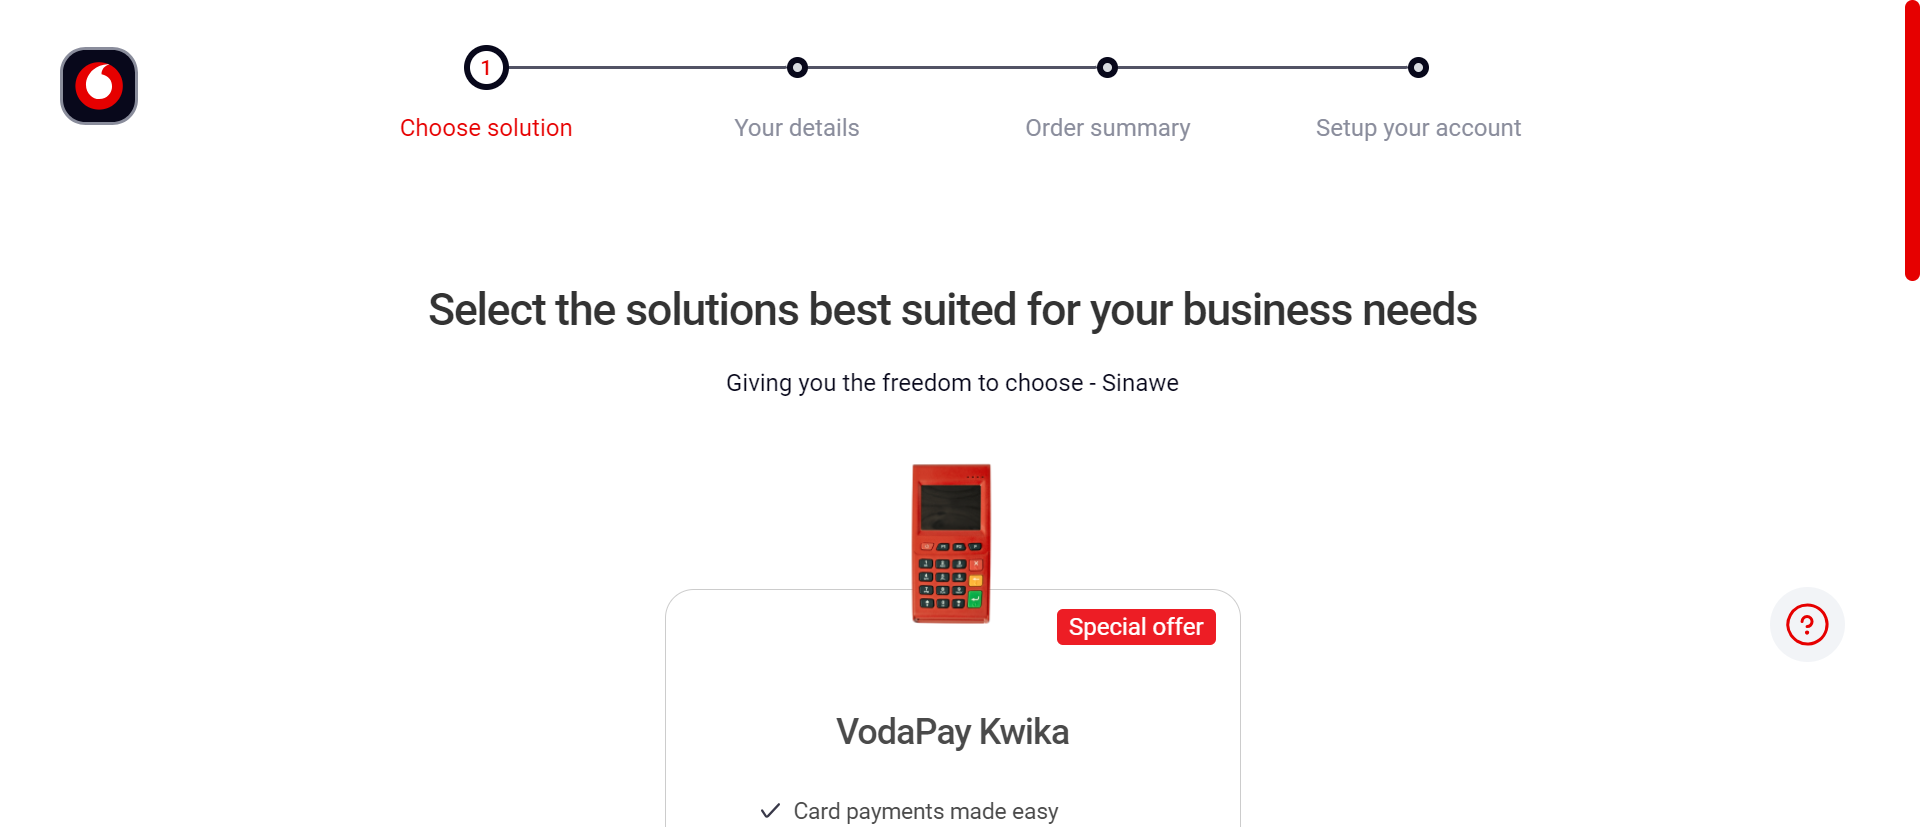 1
Choose solution
Your details
Order summary
Setup your account
Select the solutions best suited for your business needs
Giving you the freedom to choose - Sinawe
Special offer
VodaPay Kwika
Card payments made easy